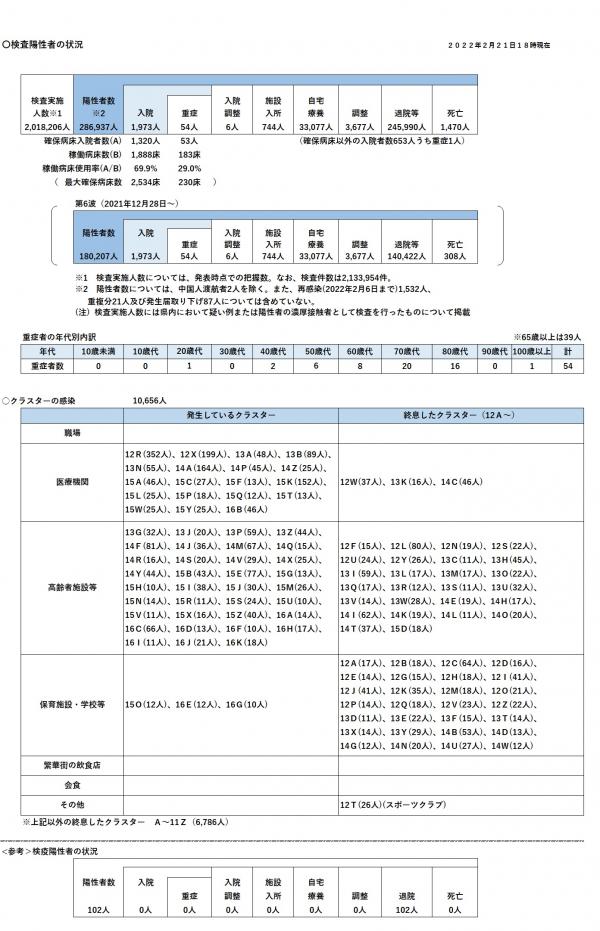 〇検査陽性者の状況
２０２２年２月２１日１８時現在
検査実施 人数※1 陽性者数 ※2 入院 重症 入院 調整 施設 入所 自宅 療養 調整 退院等 死亡
2,018,206人 286,937人 1,973人 54人 6人 744人 33,077人 3,677人 245,990人 1,470人
確保病床入院者数(A) 1,320人 53人 （確保病床以外の入院者数653人うち重症1人）
稼働病床数(B) 1,888床 183床
稼働病床使用率(A/B) 69.9% 29.0%
（ 最大確保病床数 2,534床 230床 ）
第6波（2021年12月28日～）
陽性者数 入院 重症 入院 調整 施設 入所 自宅 療養 調整 退院等 死亡
180,207人 1,973人 54人 6人 744人 33,077人 3,677人 140,422人 308人
※1 検査実施人数については、発表時点での把握数。なお、検査件数は2,133,954件。
※2 陽性者数については、中国人渡航者2人を除く。また、再感染(2022年2月6日まで)1,532人、
重複分21人及び発生届取り下げ87人については含めていない。
（注）検査実施人数には県内において疑い例または陽性者の濃厚接触者として検査を行ったものについて掲載
重症者の年代別内訳 ※65歳以上は39人
年代 10歳未満 10歳代 20歳代 30歳代 40歳代 50歳代 60歳代 70歳代 80歳代 90歳代 100歳以上 計
重症者数 0 0 1 0 2 6 8 20 16 0 1 54
〇クラスターの感染 10,656人
発生しているクラスター 終息したクラスター（12Ａ～）
職場
医療機関
12Ｒ(352人)、12Ｘ(199人)、13Ａ(48人)、13Ｂ(89人)、
13Ｎ(55人)、14Ａ(164人)、14Ｐ(45人)、14Ｚ(25人)、
15Ａ(46人)、15Ｃ(27人)、15Ｆ(13人)、15Ｋ(152人)、
15Ｌ(25人)、15Ｐ(18人)、15Ｑ(12人)、15Ｔ(13人)、
15Ｗ(25人)、15Ｙ(25人)、16Ｂ(46人)
12Ｗ(37人)、13Ｋ(16人)、14Ｃ(46人)
高齢者施設等
13Ｇ(32人)、13Ｊ(20人)、13Ｐ(59人)、13Ｚ(44人)、
14Ｆ(81人)、14Ｊ(36人)、14Ｍ(67人)、14Ｑ(15人)、
14Ｒ(16人)、14Ｓ(20人)、14Ｖ(29人)、14Ｘ(25人)、
14Ｙ(44人)、15Ｂ(43人)、15Ｅ(77人)、15Ｇ(13人)、
15Ｈ(10人)、15Ｉ(38人)、15Ｊ(30人)、15Ｍ(26人)、
15Ｎ(14人)、15Ｒ(11人)、15Ｓ(24人)、15Ｕ(10人)、
15Ｖ(11人)、15Ｘ(16人)、15Ｚ(40人)、16Ａ(14人)、
16Ｃ(66人)、16Ｄ(13人)、16Ｆ(10人)、16Ｈ(17人)、
16Ｉ(11人)、16Ｊ(21人)、16Ｋ(18人)
12Ｆ(15人)、12Ｌ(80人)、12Ｎ(19人)、12Ｓ(22人)、
12Ｕ(24人)、12Ｙ(26人)、13Ｃ(11人)、13Ｈ(45人)、
13Ｉ(59人)、13Ｌ(17人)、13Ｍ(17人)、13Ｏ(22人)、
13Ｑ(17人)、13Ｒ(12人)、13Ｓ(11人)、13Ｕ(32人)、
13Ｖ(14人)、13Ｗ(28人)、14Ｅ(19人)、14Ｈ(17人)、
14Ｉ(62人)、14Ｋ(19人)、14Ｌ(11人)、14Ｏ(20人)、
14Ｔ(37人)、15Ｄ(18人)
保育施設・学校等
15Ｏ(12人)、16Ｅ(12人)、16Ｇ(10人)
12Ａ(17人)、12Ｂ(18人)、12Ｃ(64人)、12Ｄ(16人)、
12Ｅ(14人)、12Ｇ(15人)、12Ｈ(18人)、12Ｉ(41人)、
12Ｊ(41人)、12Ｋ(35人)、12Ｍ(18人)、12Ｏ(21人)、
12Ｐ(14人)、12Ｑ(18人)、12Ｖ(23人)、12Ｚ(22人)、
13Ｄ(11人)、13Ｅ(22人)、13Ｆ(15人)、13Ｔ(14人)、
13Ｘ(14人)、13Ｙ(29人)、14Ｂ(53人)、14Ｄ(13人)、
14Ｇ(12人)、14Ｎ(20人)、14Ｕ(27人)、14Ｗ(12人)
繁華街の飲食店
会食
その他 12Ｔ(26人)(スポーツクラブ)
※上記以外の終息したクラスター Ａ～11Ｚ（6,786人）
＜参考＞検疫陽性者の状況
陽性者数 入院 重症 入院 調整 施設 入所 自宅 療養 調整 退院 死亡
102人 0人 0人 0人 0人 0人 0人 102人 0人